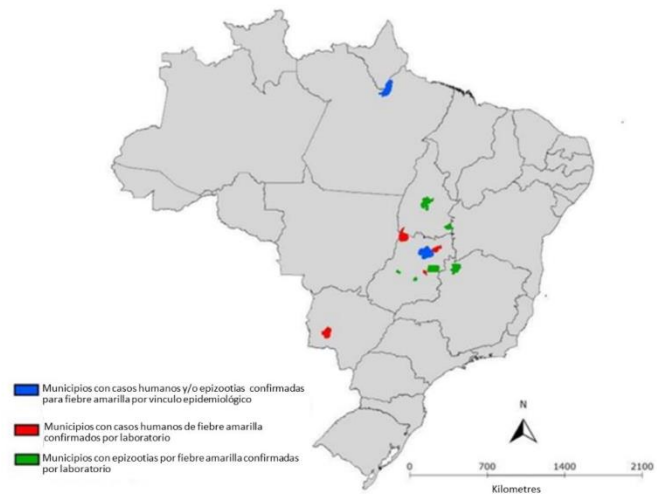 Municipios con casos humanos y/o epizootias confirmadas
para fiebre amarilla por vinculo epidemiológico
Municipios con casos humanos de fiebre amarilla
confirmados por laboratorio
Municipios con epizootias por fiebre amarilla confirmadas
por laboratorio
N
0 700 1400 2100
Kilometres